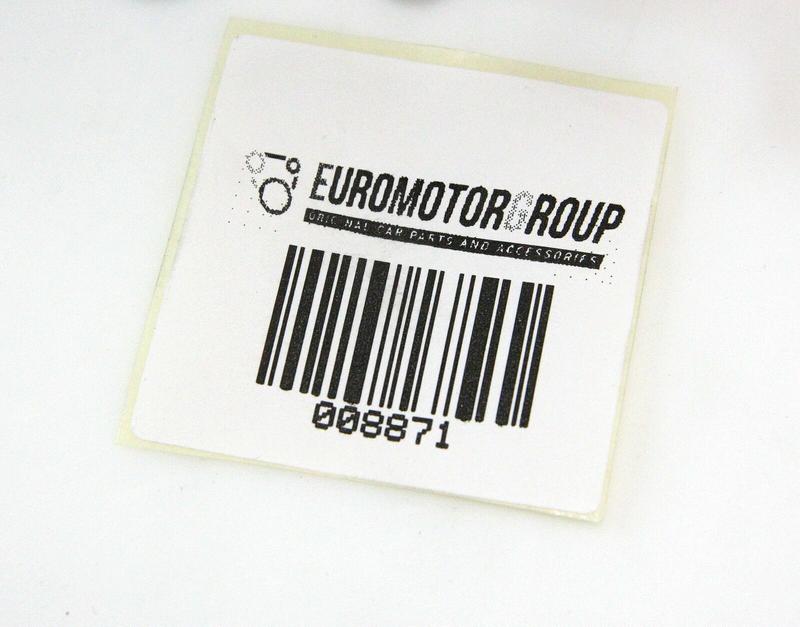 EUROMOTORGROUP
ORIGINAL CAR PARTS AND ACCESSORIES
008871